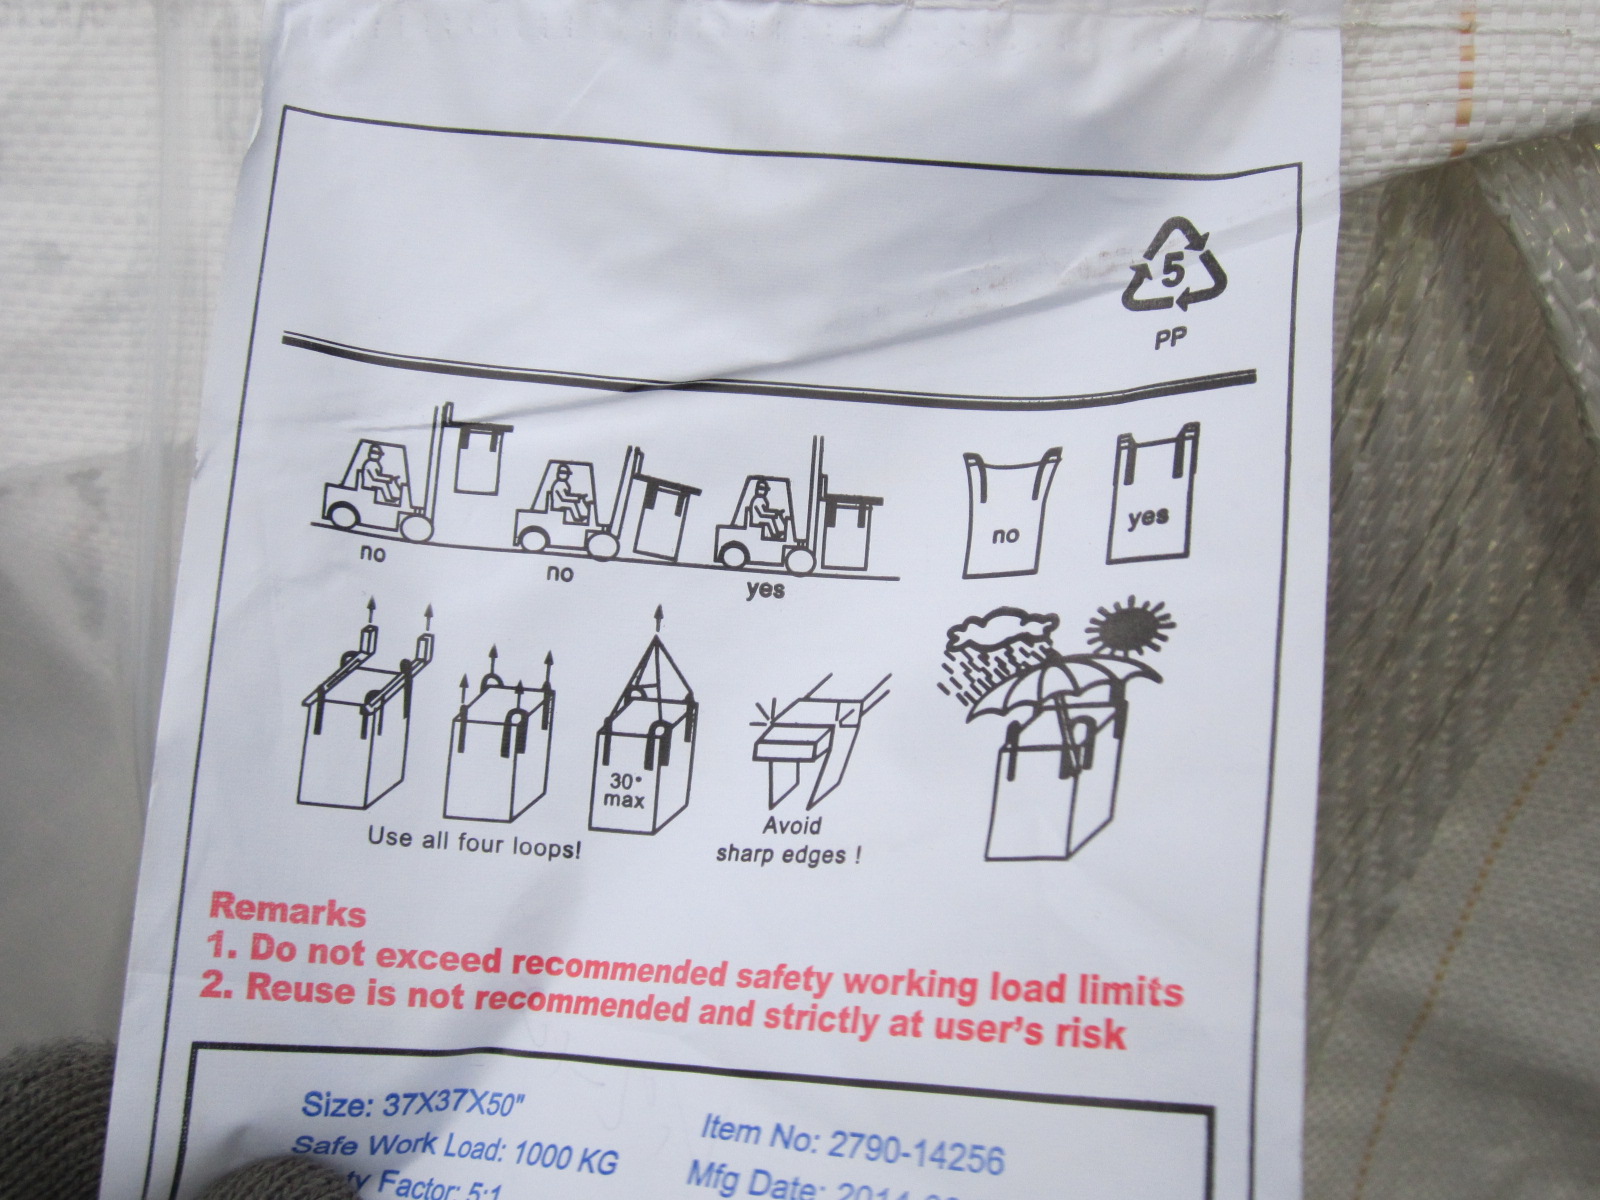 5
PP
no
no
yes
no
yes
30°
max
Use all four loops!
Avoid
sharp edges !
Remarks
1. Do not exceed recommended safety working load limits
2. Reuse is not recommended and strictly at user's risk
Size: 37X37X50"
Item No: 2790-14256
Safe Work Load: 1000 KG
Mfg Date:
Factor: 5:1